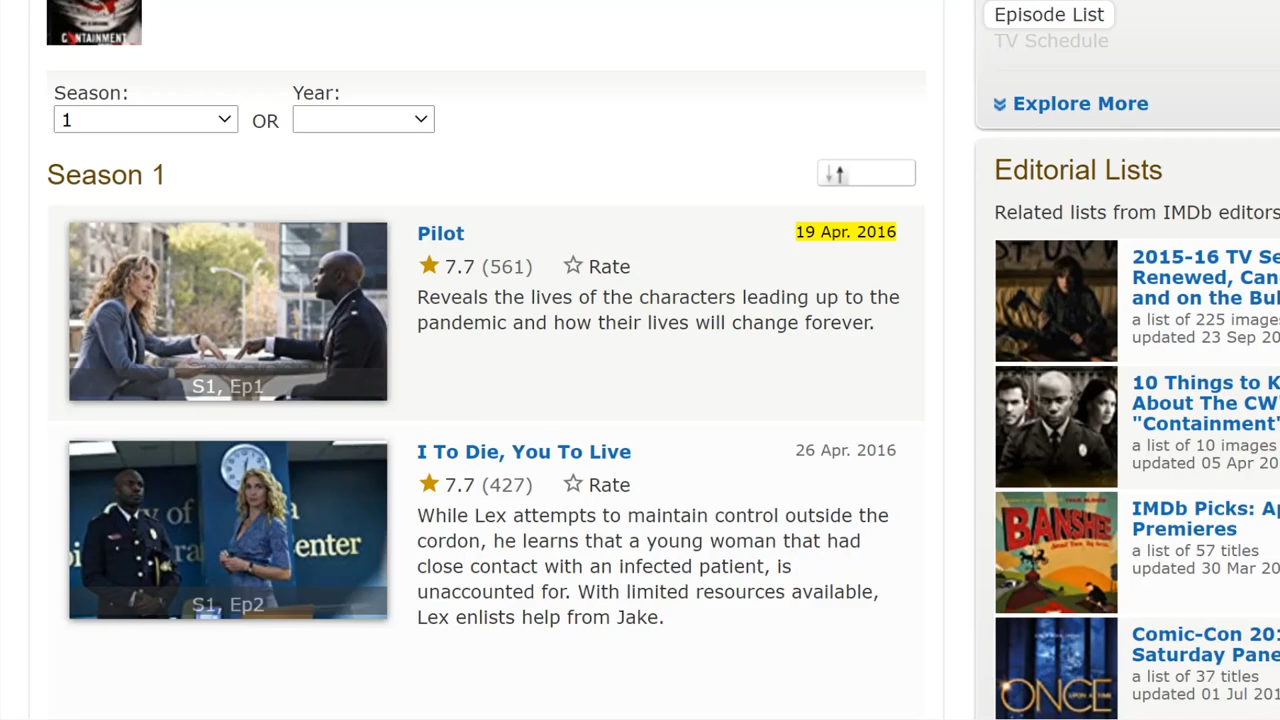 CONTAINMENT
Episode List
TV Schedule
Explore More
Season:
Year:
1
OR
Season 1
Pilot
19 Apr. 2016
7.7 (561) Rate
Reveals the lives of the characters leading up to the
pandemic and how their lives will change forever.
S1, Ep1
I To Die, You To Live
26 Apr. 2016
7.7 (427) Rate
While Lex attempts to maintain control outside the
cordon, he learns that a young woman that had
close contact with an infected patient, is
unaccounted for. With limited resources available,
Lex enlists help from Jake.
of
enter
S1, Ep2
Editorial Lists
Related lists from IMDb editors
2015-16 TV Se
Renewed, Can
and on the Bu
a list of 225 images
updated 23 Sep 20
10 Things to K
About The CW'
"Containment"
a list of 10 images
updated 05 Apr 20
BANSHEE
IMDb Picks: Ap
Premieres
a list of 57 titles
updated 30 Mar 20
ONCE
Comic-Con 20
Saturday Pane
a list of 37 titles
updated 01 Jul 201